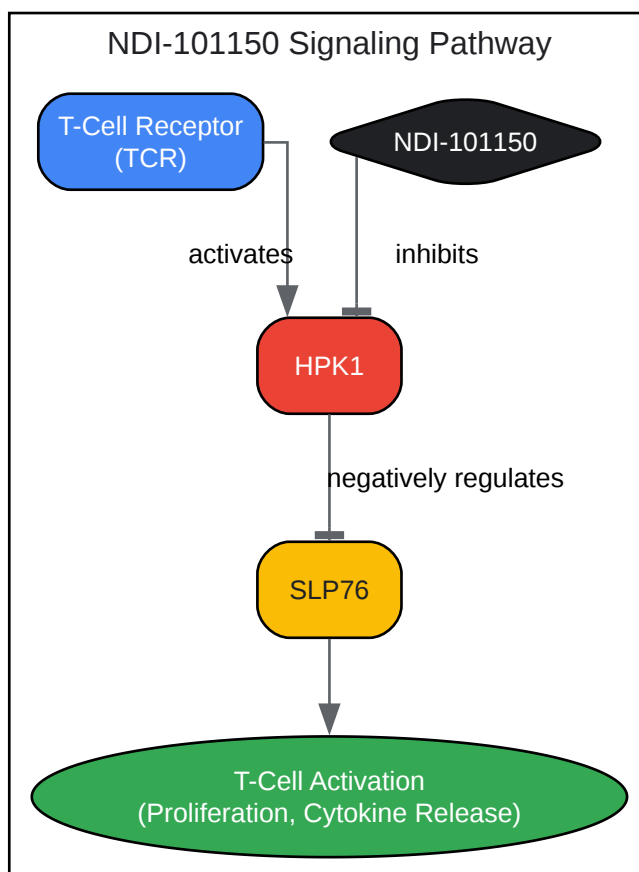 NDI-101150 Signaling Pathway
T-Cell Receptor
(TCR)
NDI-101150
activates
inhibits
HPK1
negatively regulates
SLP76
T-Cell Activation
(Proliferation, Cytokine Release)